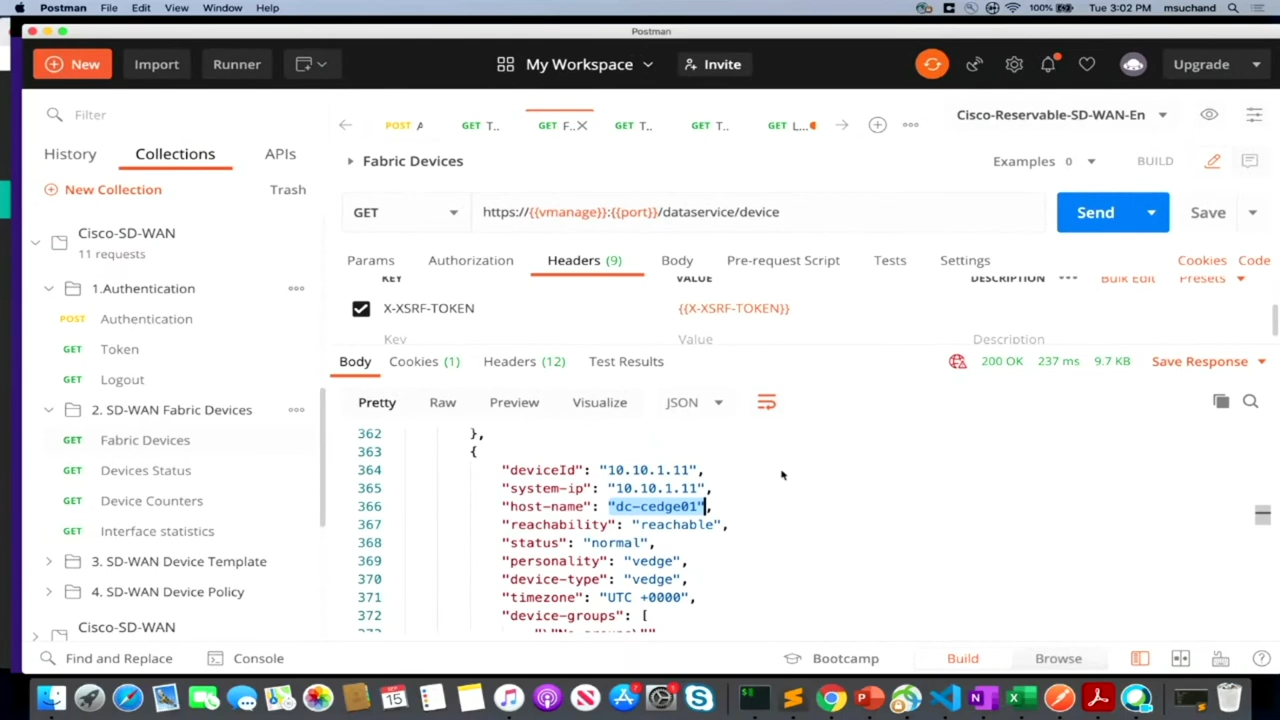 Postman File Edit View Window Help 100% Tue 3:02 PM msuchand
Postman
New Import Runner My Workspace Invite Upgrade
Filter
POST GET T.. GET F.. GET T.. GET T.. GET L... Cisco-Reservable-SD-WAN-En
History Collections APIs
Fabric Devices Examples 0 BUILD
New Collection Trash
GET https://{{vmanage}}:{{port}}/dataservice/device Send Save
Cisco-SD-WAN
11 requests
Params Authorization Headers (9) Body Pre-request Script Tests Settings Cookies Code
KEY VALUE DESCRIPTION Bulk Edit Presets
1.Authentication
X-XSRF-TOKEN {{X-XSRF-TOKEN}}
POST Authentication
Key Value Description
GET Token
Body Cookies (1) Headers (12) Test Results 200 OK 237 ms 9.7 KB Save Response
GET Logout
Pretty Raw Preview Visualize JSON
2. SD-WAN Fabric Devices
GET Fabric Devices
GET Devices Status
GET Device Counters
GET Interface statistics
3. SD-WAN Device Template
4. SD-WAN Device Policy
Cisco-SD-WAN
362 },
363 {
364 "deviceId": "10.10.1.11",
365 "system-ip": "10.10.1.11",
366 "host-name": "dc-cedge01",
367 "reachability": "reachable",
368 "status": "normal",
369 "personality": "vedge",
370 "device-type": "vedge",
371 "timezone": "UTC +0000",
372 "device-groups": [
Find and Replace Console Bootcamp Build Browse
SEP
15